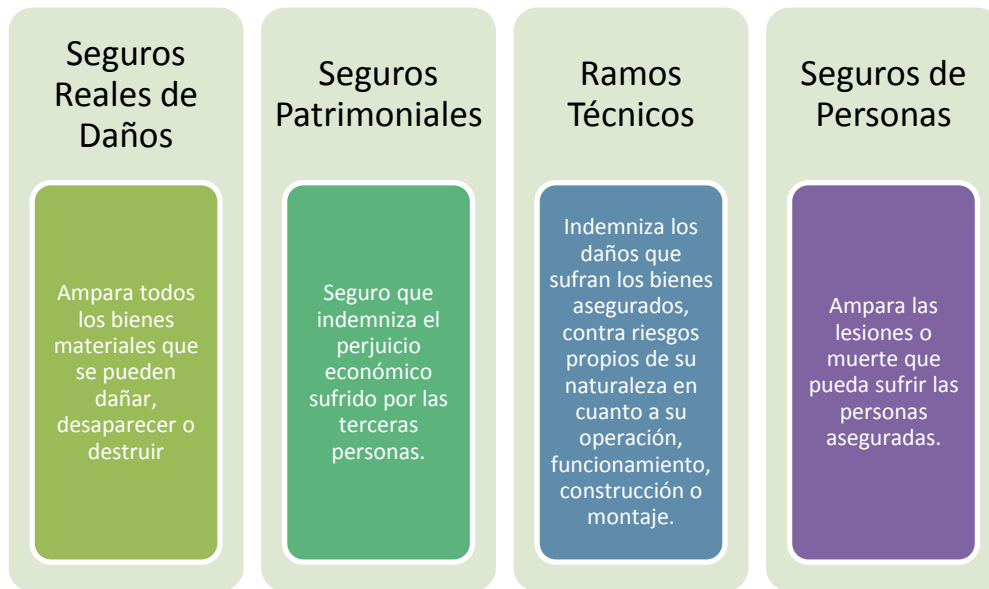 Seguros
Reales de
Daños
Ampara todos
los bienes
materiales que
se pueden
dañar,
desaparecer o
destruir
Seguros
Patrimoniales
Seguro que
indemniza el
perjuicio
económico
sufrido por las
terceras
personas.
Ramos
Técnicos
Indemniza los
daños que
sufran los bienes
asegurados,
contra riesgos
propios de su
naturaleza en
cuanto a su
operación,
funcionamiento,
construcción o
montaje.
Seguros de
Personas
Ampara las
lesiones o
muerte que
pueda sufrir las
personas
aseguradas.